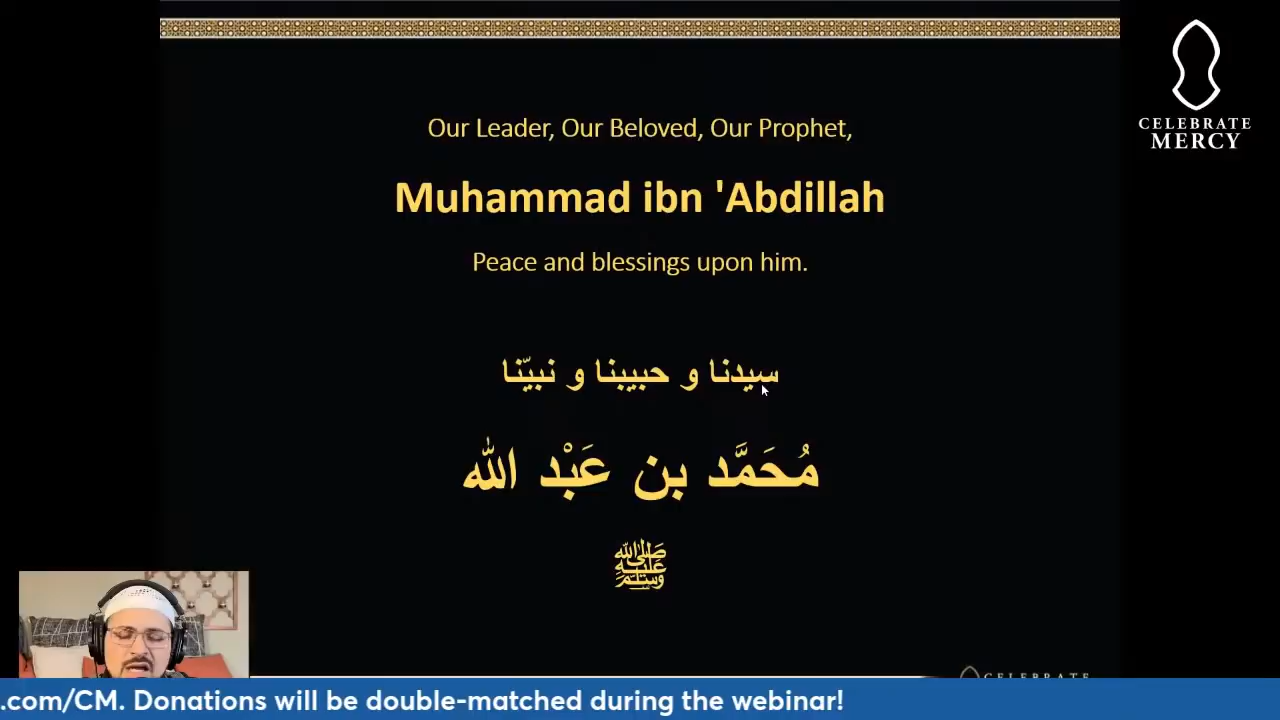 Our Leader, Our Beloved, Our Prophet,
Muhammad ibn 'Abdillah
Peace and blessings upon him.
سيدنا و حبيبنا و نبيّنا
مُحَمَّد بن عَبْد الله
ﷺ
CELEBRATE
MERCY
CELEBRATE
.com/CM. Donations will be double-matched during the webinar!